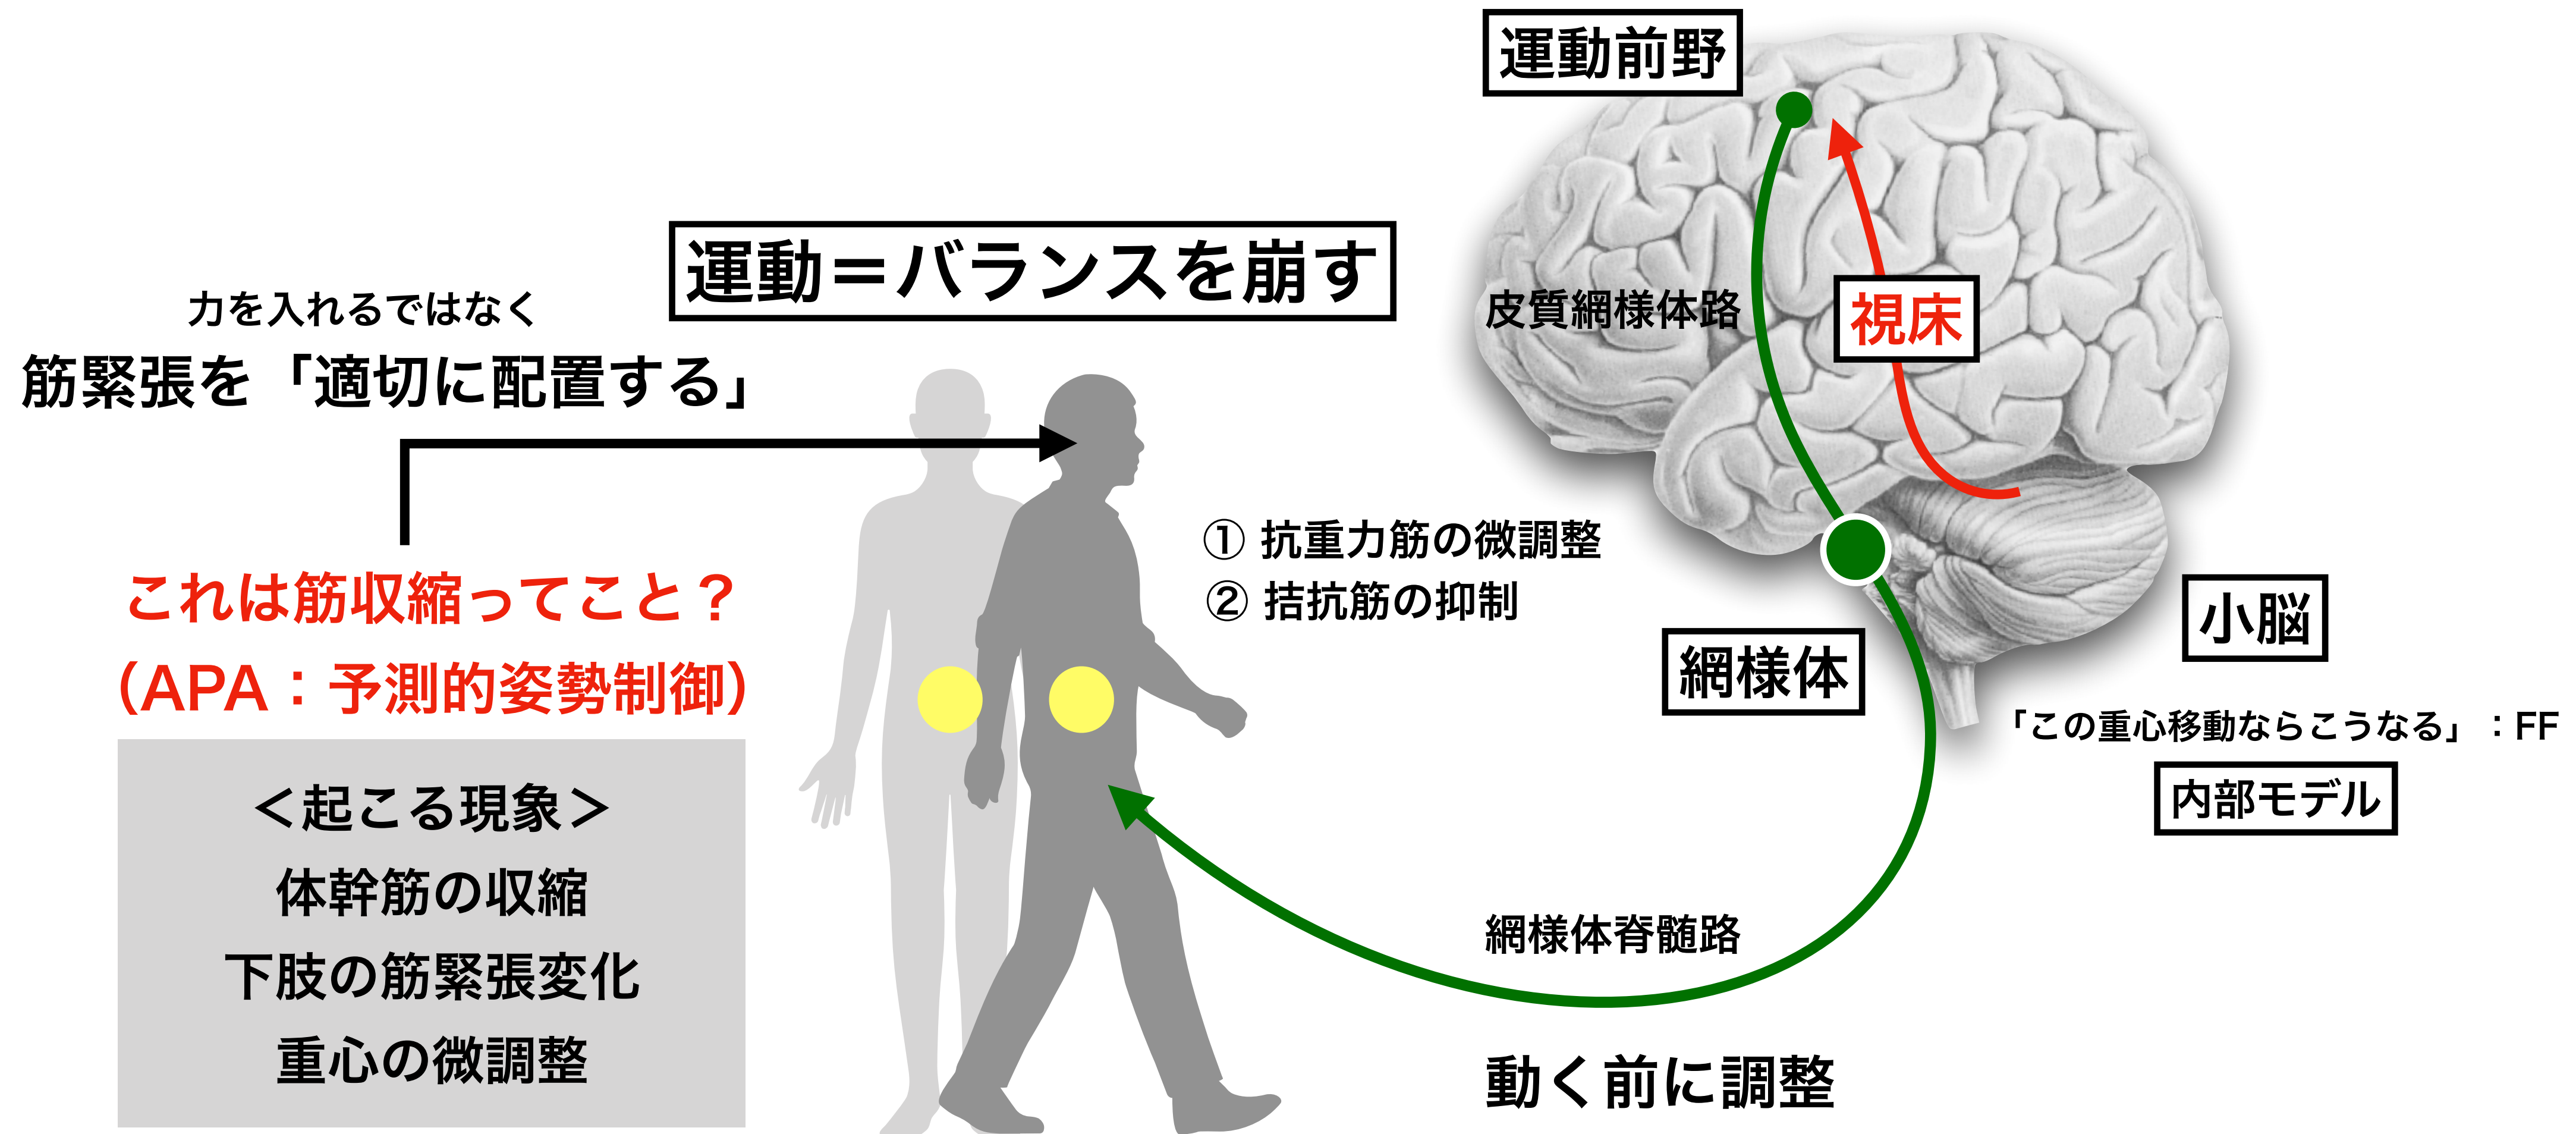 運動前野
運動＝バランスを崩す
力を入れるではなく
筋緊張を「適切に配置する」
皮質網様体路
視床
① 抗重力筋の微調整
② 拮抗筋の抑制
これは筋収縮ってこと？
（APA：予測的姿勢制御）
網様体
小脳
「この重心移動ならこうなる」：FF
内部モデル
＜起こる現象＞
体幹筋の収縮
下肢の筋緊張変化
重心の微調整
網様体脊髄路
動く前に調整